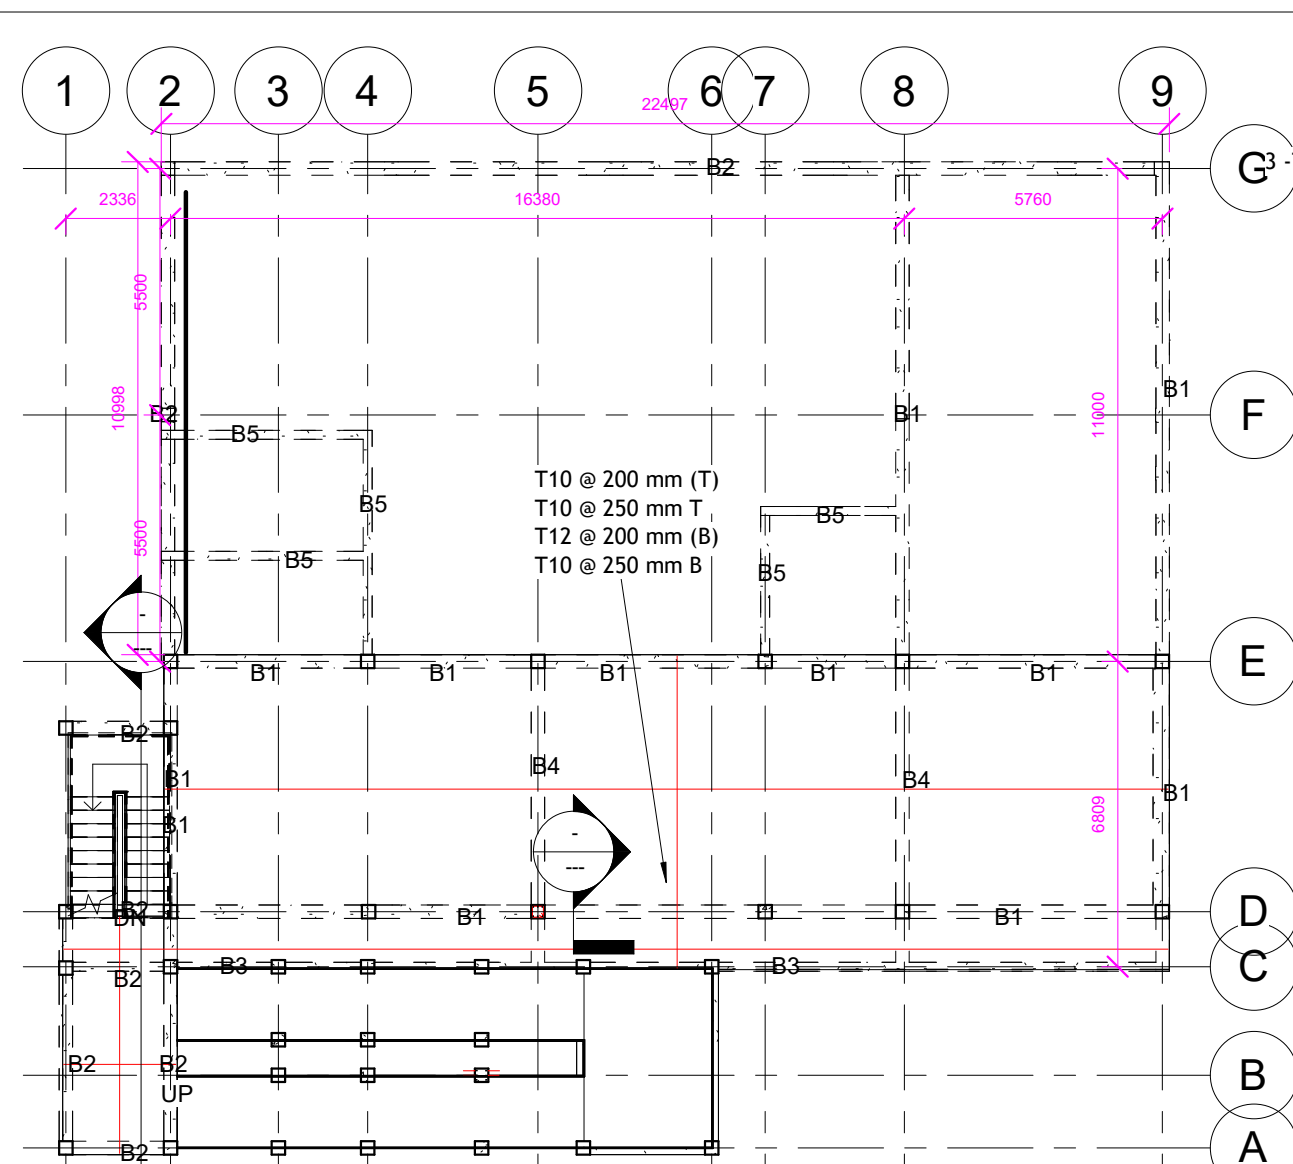 1 2 3 4 5 6 7 8 9
22497
B2
G 3 -
2336 16380 5760
5500
10998
B2 B1 B1
11000
F
B5
B5
T10 @ 200 mm (T)
T10 @ 250 mm T
T12 @ 200 mm (B)
T10 @ 250 mm B
B5
5500
B5
B5
-
---
B1 B1 B1 B1 B1
E
B2
B4
B1 B4 B1
6809
B1
-
---
B2
DN
B1 B1
D
B2 B3 B3
C
B2 B2
UP
B
B2
A